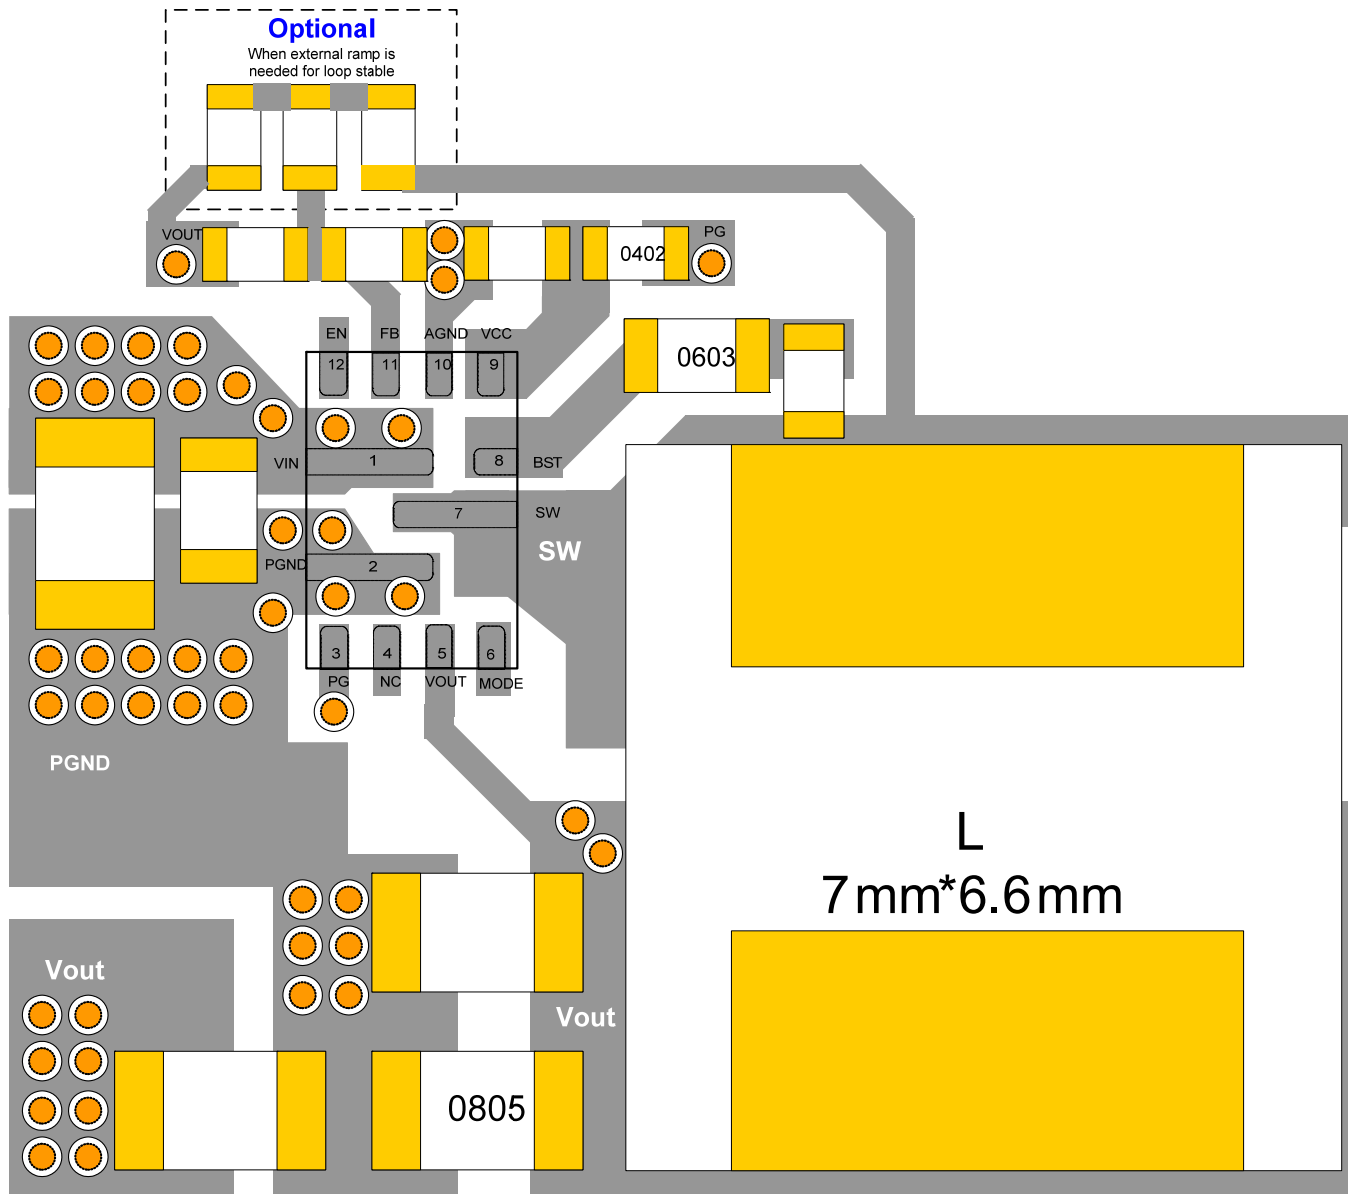 Optional
When external ramp is
needed for loop stable
VOUT
0402
PG
EN
FB
AGND
VCC
12
11
10
9
0603
VIN
1
8
BST
7
SW
SW
PGND
2
3
4
5
6
PG
NC
VOUT
MODE
PGND
L
7mm*6.6mm
Vout
Vout
0805